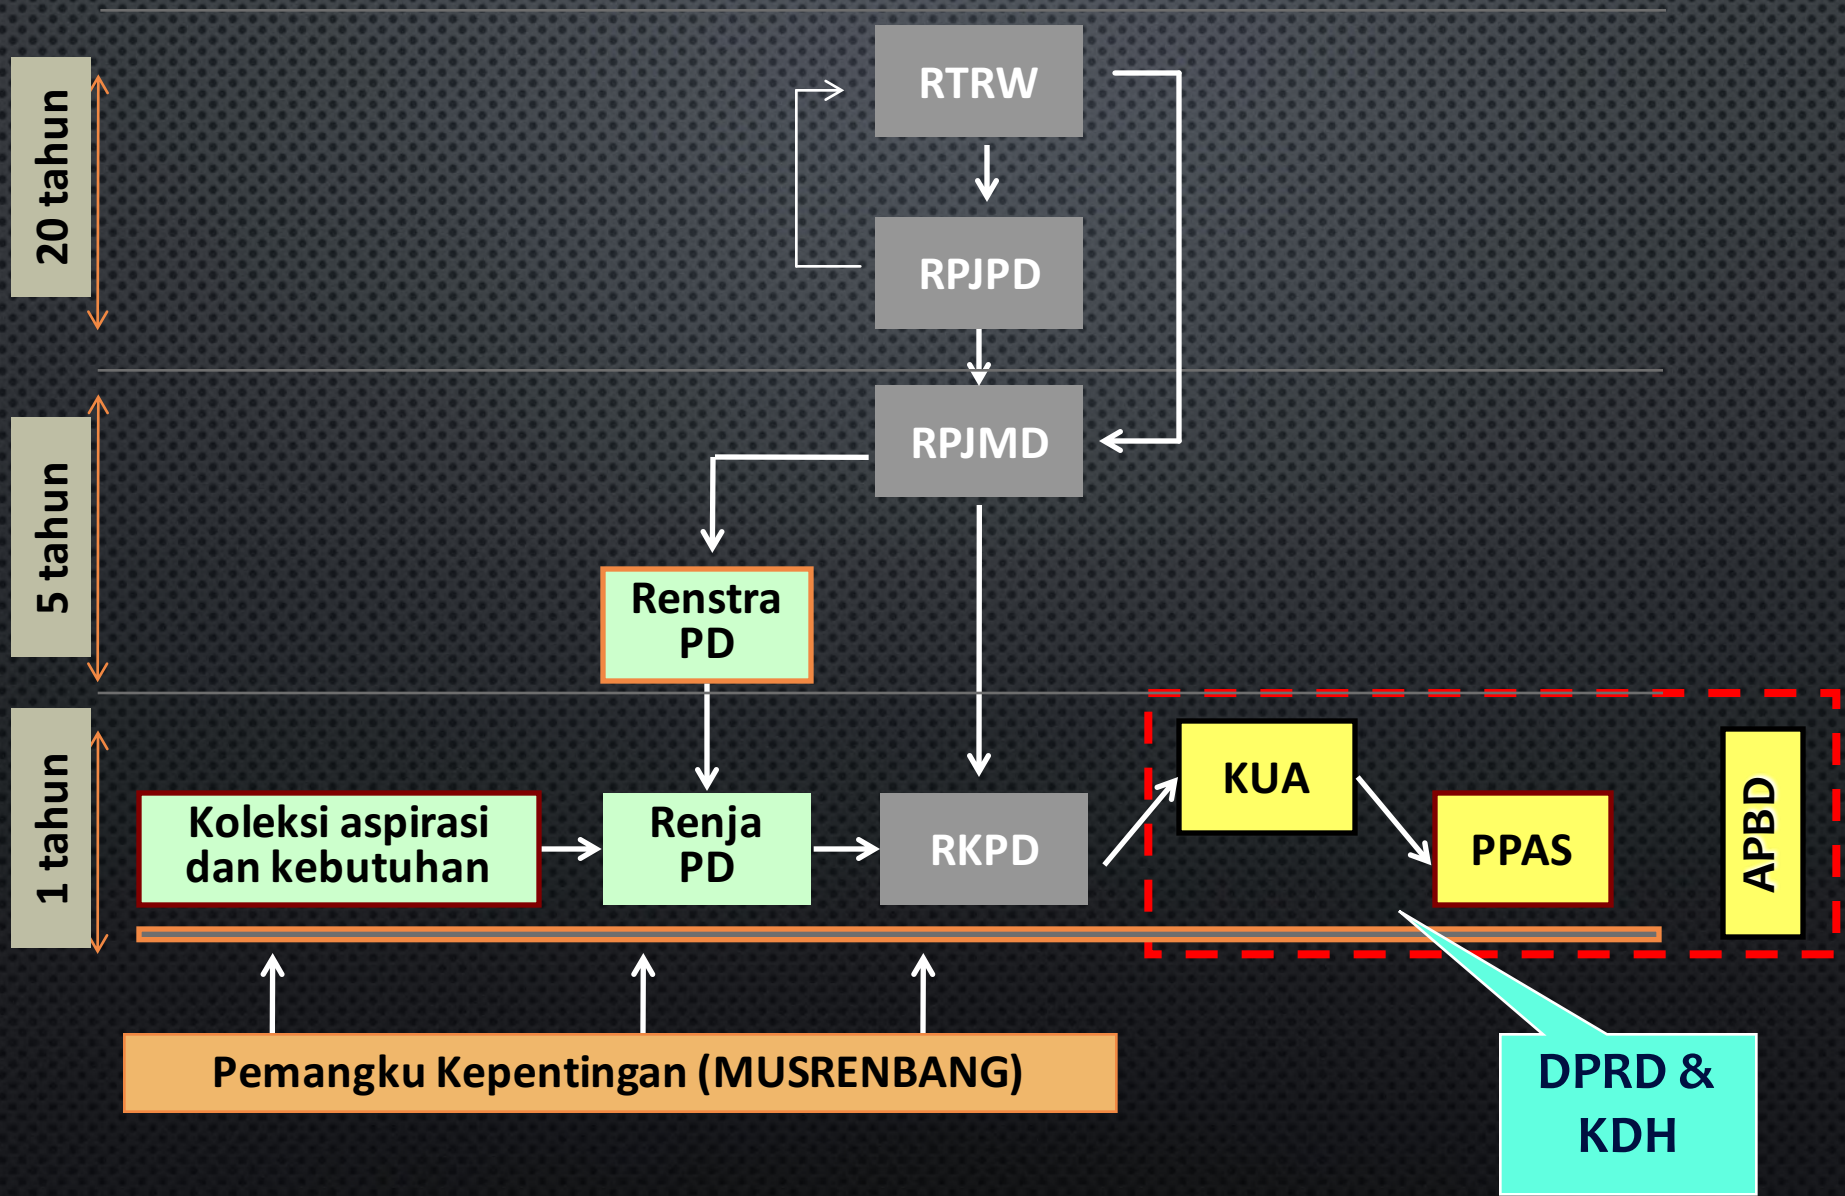 20 tahun
RTRW
RPJPD
5 tahun
RPJMD
Renstra
PD
1 tahun
Koleksi aspirasi
dan kebutuhan
Renja
PD
RKPD
KUA
PPAS
APBD
Pemangku Kepentingan (MUSRENBANG)
DPRD &
KDH